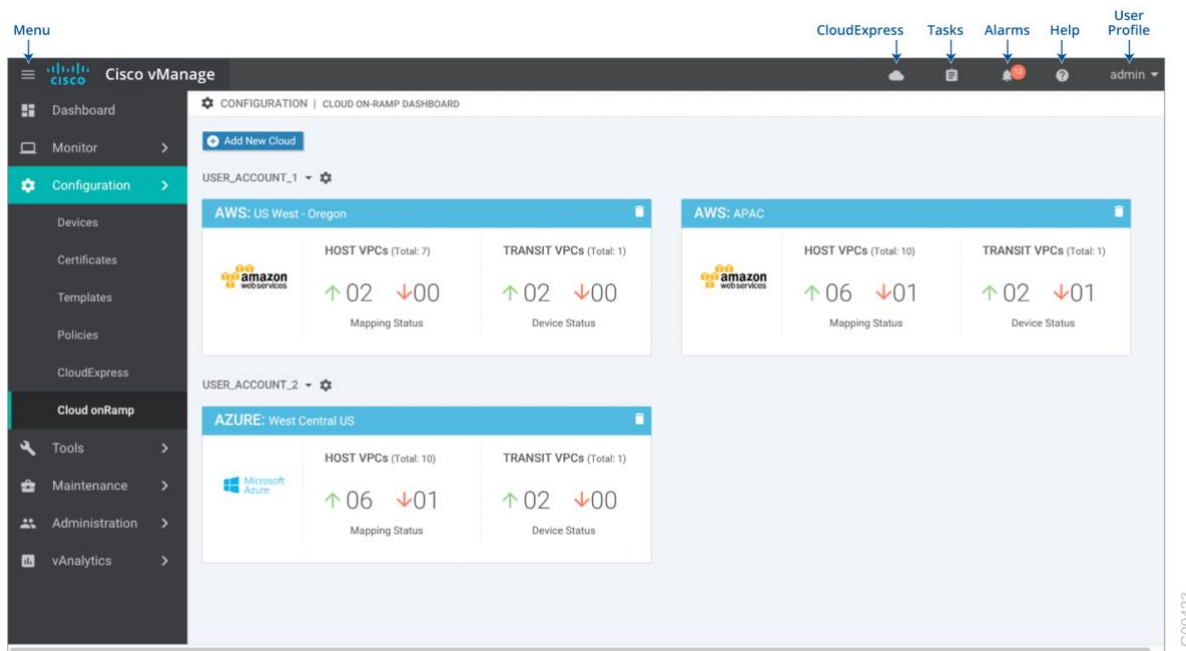 Menu
CloudExpress
Tasks
Alarms
Help
User
Profile
CISCO
Cisco vManage
12
admin
Dashboard
Monitor
Configuration
Devices
Certificates
Templates
Policies
CloudExpress
Cloud onRamp
Tools
Maintenance
Administration
vAnalytics
CONFIGURATION | CLOUD ON-RAMP DASHBOARD
Add New Cloud
USER_ACCOUNT_1
AWS: US West - Oregon
amazon
webservices
HOST VPCs (Total: 7)
02 00
Mapping Status
TRANSIT VPCs (Total: 1)
02 00
Device Status
AWS: APAC
amazon
webservices
HOST VPCs (Total: 10)
06 01
Mapping Status
TRANSIT VPCs (Total: 1)
02 01
Device Status
USER_ACCOUNT_2
AZURE: West Central US
Microsoft
Azure
HOST VPCs (Total: 10)
06 01
Mapping Status
TRANSIT VPCs (Total: 1)
02 00
Device Status